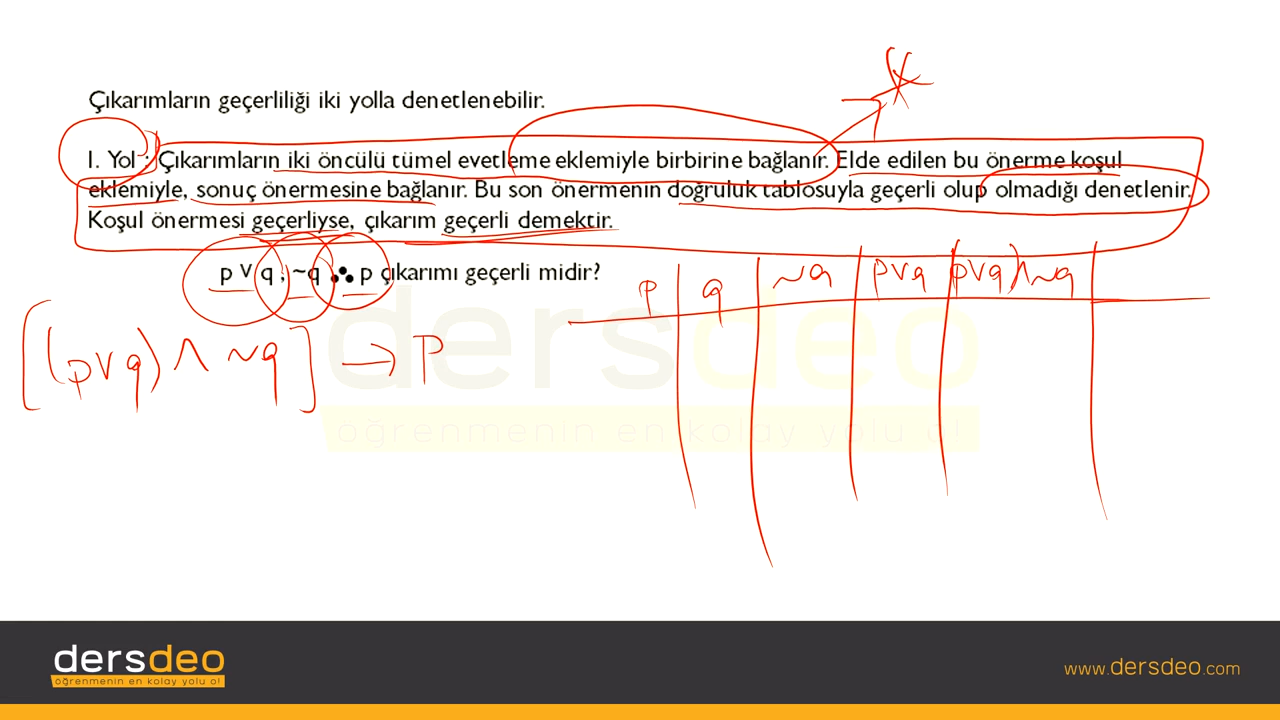 Çıkarımların geçerliliği iki yolla denetlenebilir.
I. Yol : Çıkarımların iki öncülü tümel evetleme eklemiyle birbirine bağlanır. Elde edilen bu önerme koşul
eklemiyle, sonuç önermesine bağlanır. Bu son önermenin doğruluk tablosuyla geçerli olup olmadığı denetlenir.
Koşul önermesi geçerliyse, çıkarım geçerli demektir.
p ∨ q ; ~q ∴ p çıkarımı geçerli midir?
p q ~q p∨q p∨q)∧~q
[(p∨q) ∧ ~q] → P
dersdeo
öğrenmenin en kolay yolu o!
dersdeo
öğrenmenin en kolay yolu o!
www.dersdeo.com